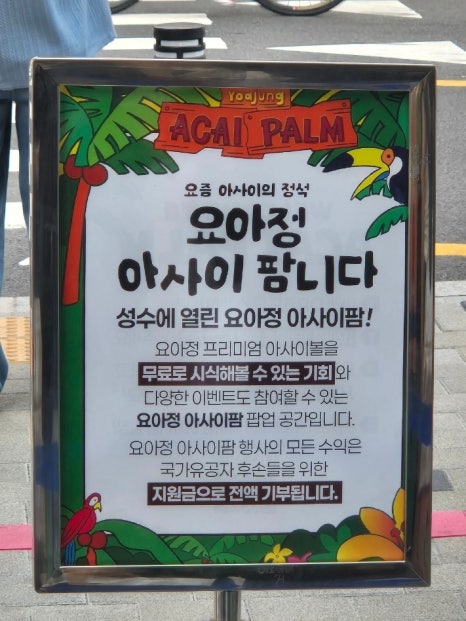 Yoajung
ACAI PALM
요즘 아사이의 정석
요아정
아사이 팝니다
성수에 열린 요아정 아사이팜!
요아정 프리미엄 아사이볼을
무료로 시식해볼 수 있는 기회와
다양한 이벤트도 참여할 수 있는
요아정 아사이팜 팝업 공간입니다.
요아정 아사이팜 행사의 모든 수익은
국가유공자 후손들을 위한
지원금으로 전액 기부됩니다.